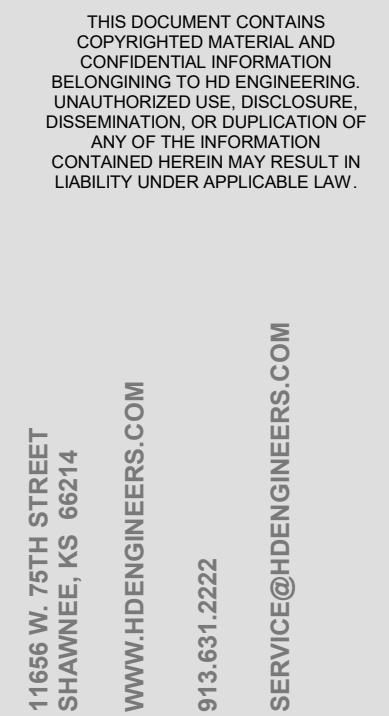 THIS DOCUMENT CONTAINS
COPYRIGHTED MATERIAL AND
CONFIDENTIAL INFORMATION
BELONGINING TO HD ENGINEERING.
UNAUTHORIZED USE, DISCLOSURE,
DISSEMINATION, OR DUPLICATION OF
ANY OF THE INFORMATION
CONTAINED HEREIN MAY RESULT IN
LIABILITY UNDER APPLICABLE LAW.
11656 W. 75TH STREET
SHAWNEE, KS 66214
WWW.HDENGINEERS.COM
913.631.2222
SERVICE@HDENGINEERS.COM